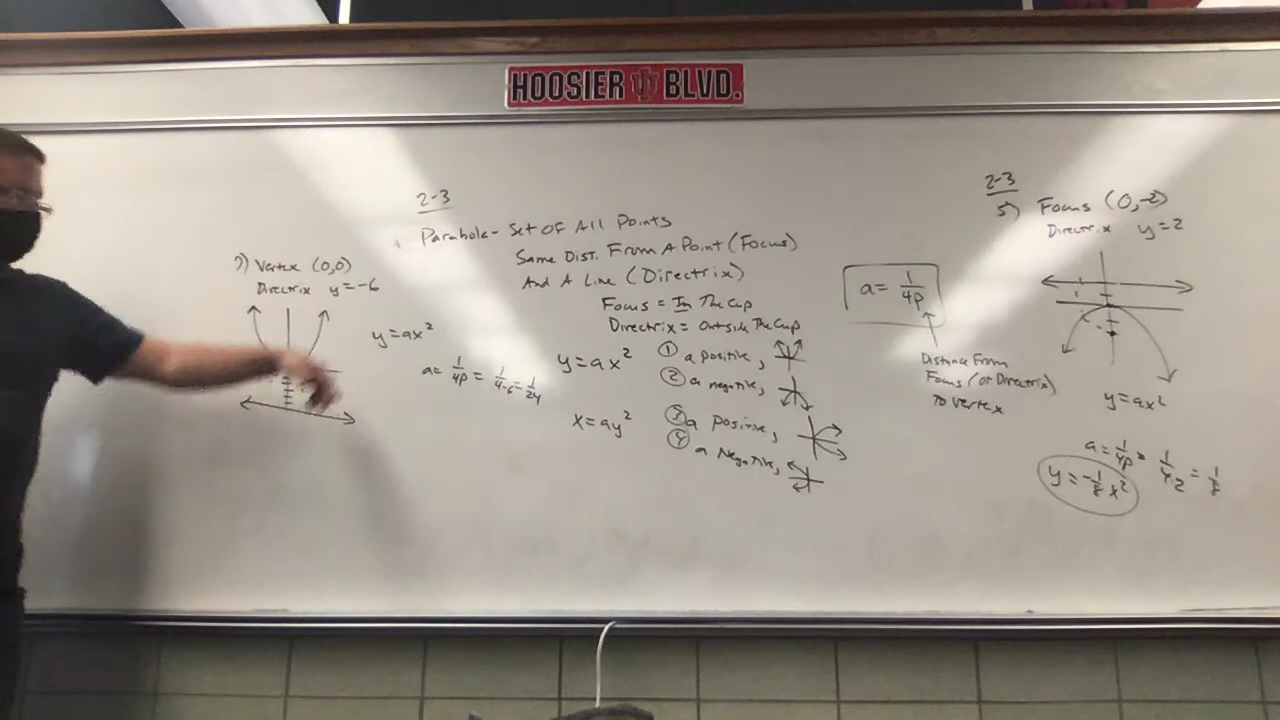 HOOSIER BLVD.
2-3
Parabola - Set Of All Points
Same Dist. From A Point (Focus)
And A Line (Directrix)
Focus = In The Cup
Directrix = Outside The Cup
y=ax²
① a positive,
② a negative,
x=ay²
③ a positive,
④ a Negative,
7) Vertex (0,0)
Directrix y=-6
y=ax²
a= 1/4p = 1/4·6 = 1/24
a= 1/4p
Distance From
Focus (or Directrix)
To Vertex
2-3
5) Focus (0,-2)
Directrix y=2
y=ax²
a= 1/4p = 1/4·2 = 1/8
y=-1/8 x²